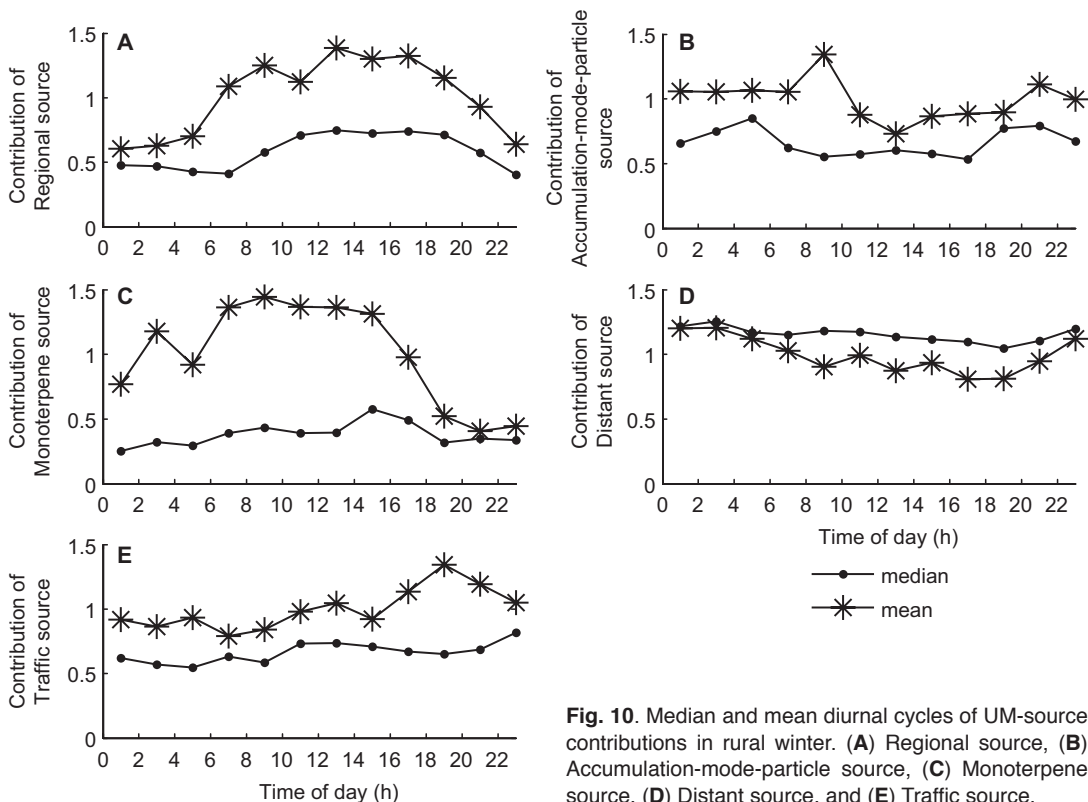 A
Contribution of
Regional source
1.5
1
0.5
0
0 2 4 6 8 10 12 14 16 18 20 22
B
Contribution of
Accumulation-mode-particle
source
1.5
1
0.5
0
0 2 4 6 8 10 12 14 16 18 20 22
C
Contribution of
Monoterpene source
1.5
1
0.5
0
0 2 4 6 8 10 12 14 16 18 20 22
D
Contribution of
Distant source
1.5
1
0.5
0
0 2 4 6 8 10 12 14 16 18 20 22
Time of day (h)
median
mean
E
Contribution of
Traffic source
1.5
1
0.5
0
0 2 4 6 8 10 12 14 16 18 20 22
Time of day (h)
Fig. 10. Median and mean diurnal cycles of UM-source
contributions in rural winter. (A) Regional source, (B)
Accumulation-mode-particle source, (C) Monoterpene
source, (D) Distant source, and (E) Traffic source.